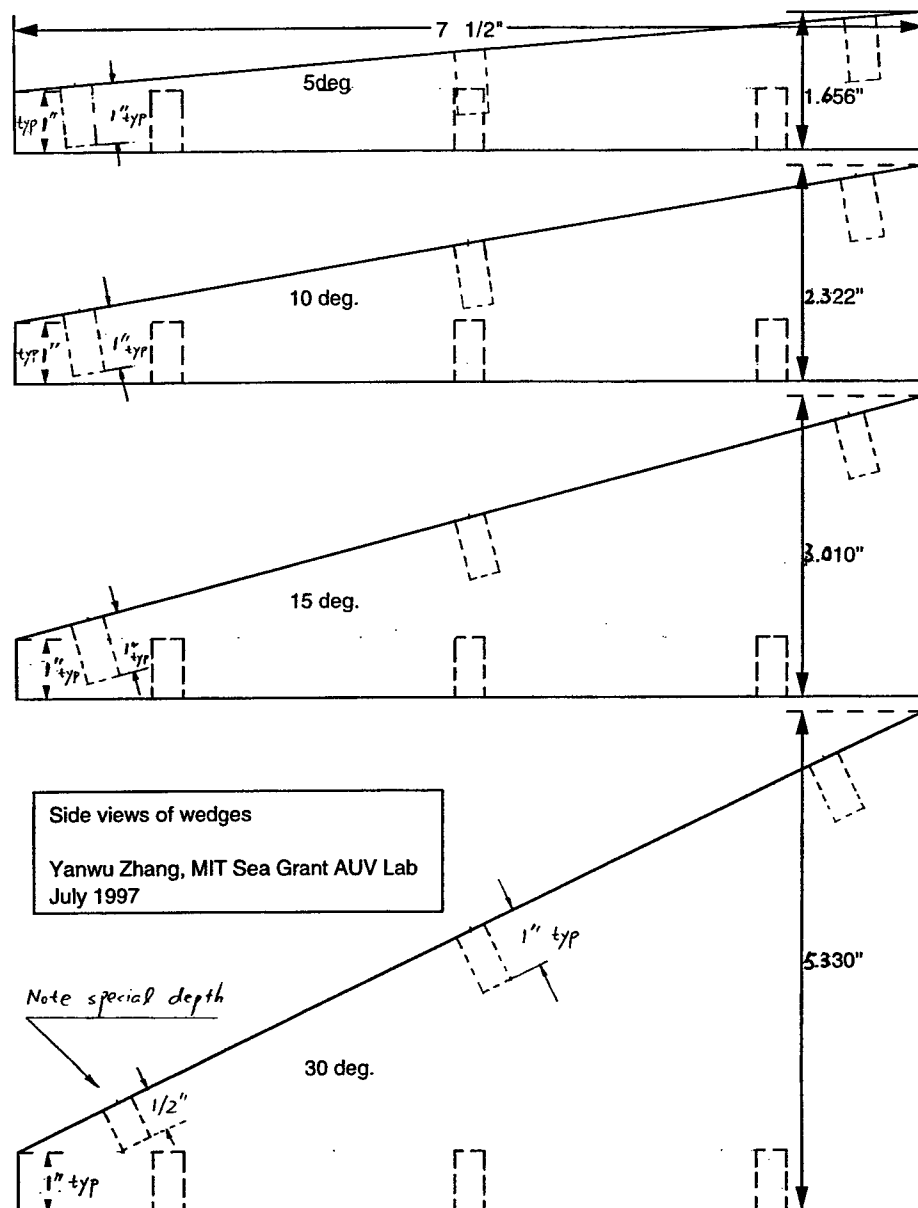 7 1/2"
5deg
typ 1"
1" typ
1.656"
10 deg.
typ 1"
1" typ
2.322"
15 deg.
1" typ
1" typ
3.010"
Side views of wedges
Yanwu Zhang, MIT Sea Grant AUV Lab
July 1997
1" typ
5.330"
Note special depth
30 deg.
1/2"
1" typ